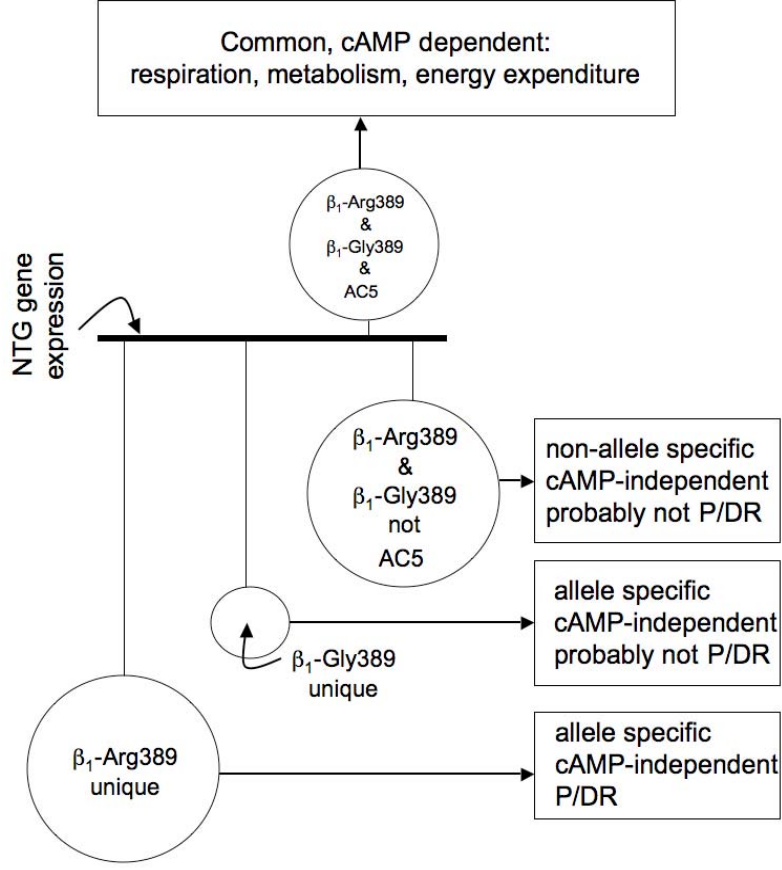 Common, cAMP dependent:
respiration, metabolism, energy expenditure
β₁-Arg389
&
β₁-Gly389
&
AC5
NTG gene
expression
β₁-Arg389
&
β₁-Gly389
not
AC5
non-allele specific
cAMP-independent
probably not P/DR
allele specific
cAMP-independent
probably not P/DR
β₁-Gly389
unique
β₁-Arg389
unique
allele specific
cAMP-independent
P/DR